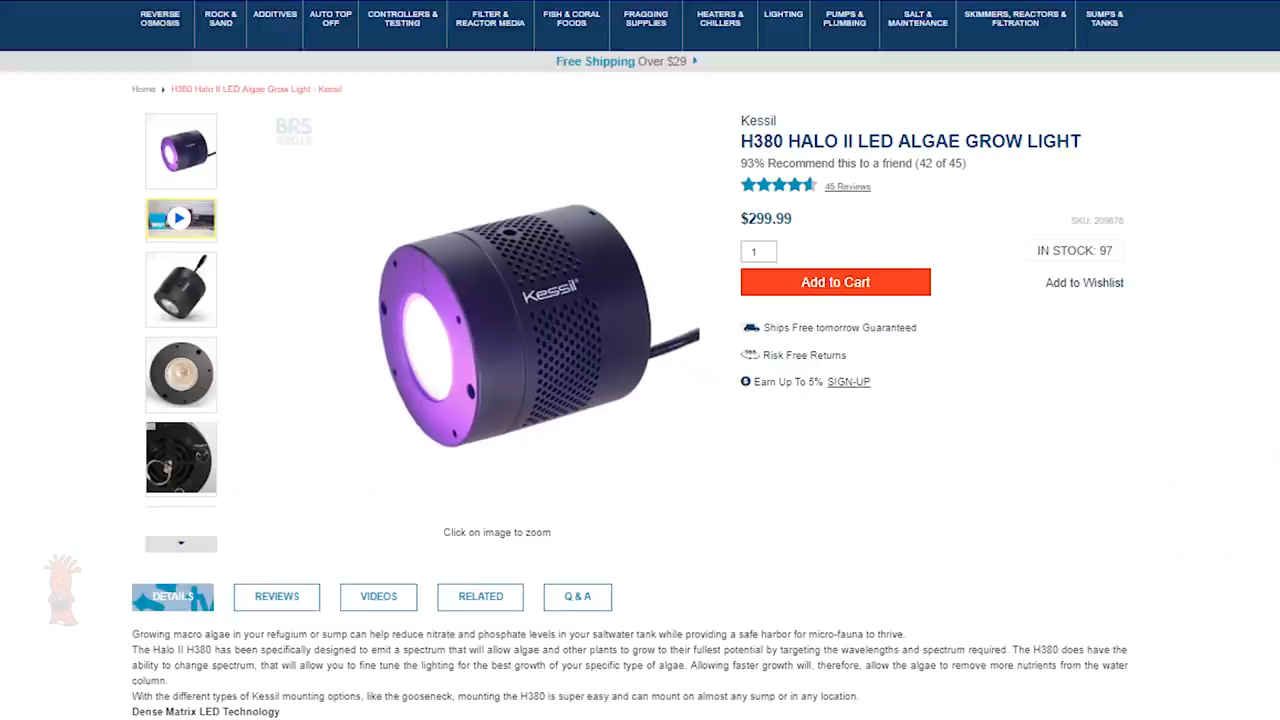 REVERSE OSMOSIS
ROCK & SAND
ADDITIVES
AUTO TOP OFF
CONTROLLERS & TESTING
FILTER & REACTOR MEDIA
FISH & CORAL FOODS
FRAGGING SUPPLIES
HEATERS & CHILLERS
LIGHTING
PUMPS & PLUMBING
SALT & MAINTENANCE
SKIMMERS, REACTORS & FILTRATION
SUMPS & TANKS
Free Shipping Over $29
Home H380 Halo II LED Algae Grow Light - Kessil
BRS
Kessil
Kessil
H380 HALO II LED ALGAE GROW LIGHT
93% Recommend this to a friend (42 of 45)
45 Reviews
$299.99
SKU: 209876
1
IN STOCK: 97
Add to Cart
Add to Wishlist
Ships Free tomorrow Guaranteed
Risk Free Returns
Earn Up To 5% SIGN-UP
Click on image to zoom
DETAILS
REVIEWS
VIDEOS
RELATED
Q & A
Growing macro algae in your refugium or sump can help reduce nitrate and phosphate levels in your saltwater tank while providing a safe harbor for micro-fauna to thrive.
The Halo II H380 has been specifically designed to emit a spectrum that will allow algae and other plants to grow to their fullest potential by targeting the wavelengths and spectrum required. The H380 does have the
ability to change spectrum, that will allow you to fine tune the lighting for the best growth of your specific type of algae. Allowing faster growth will, therefore, allow the algae to remove more nutrients from the water
column.
With the different types of Kessil mounting options, like the gooseneck, mounting the H380 is super easy and can mount on almost any sump or in any location.
Dense Matrix LED Technology